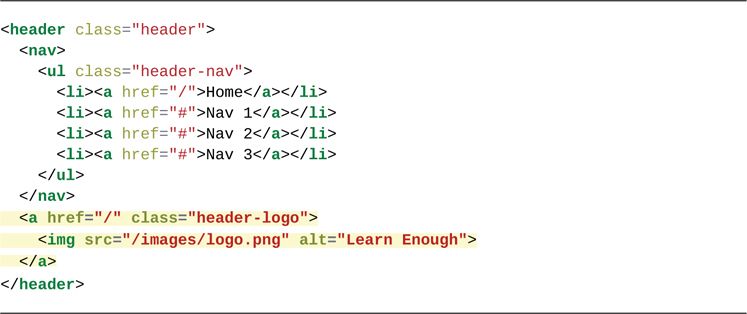 <header class="header">
  <nav>
    <ul class="header-nav">
      <li><a href="/">Home</a></li>
      <li><a href="#">Nav 1</a></li>
      <li><a href="#">Nav 2</a></li>
      <li><a href="#">Nav 3</a></li>
    </ul>
  </nav>
  <a href="/" class="header-logo">
    <img src="/images/logo.png" alt="Learn Enough">
  </a>
</header>